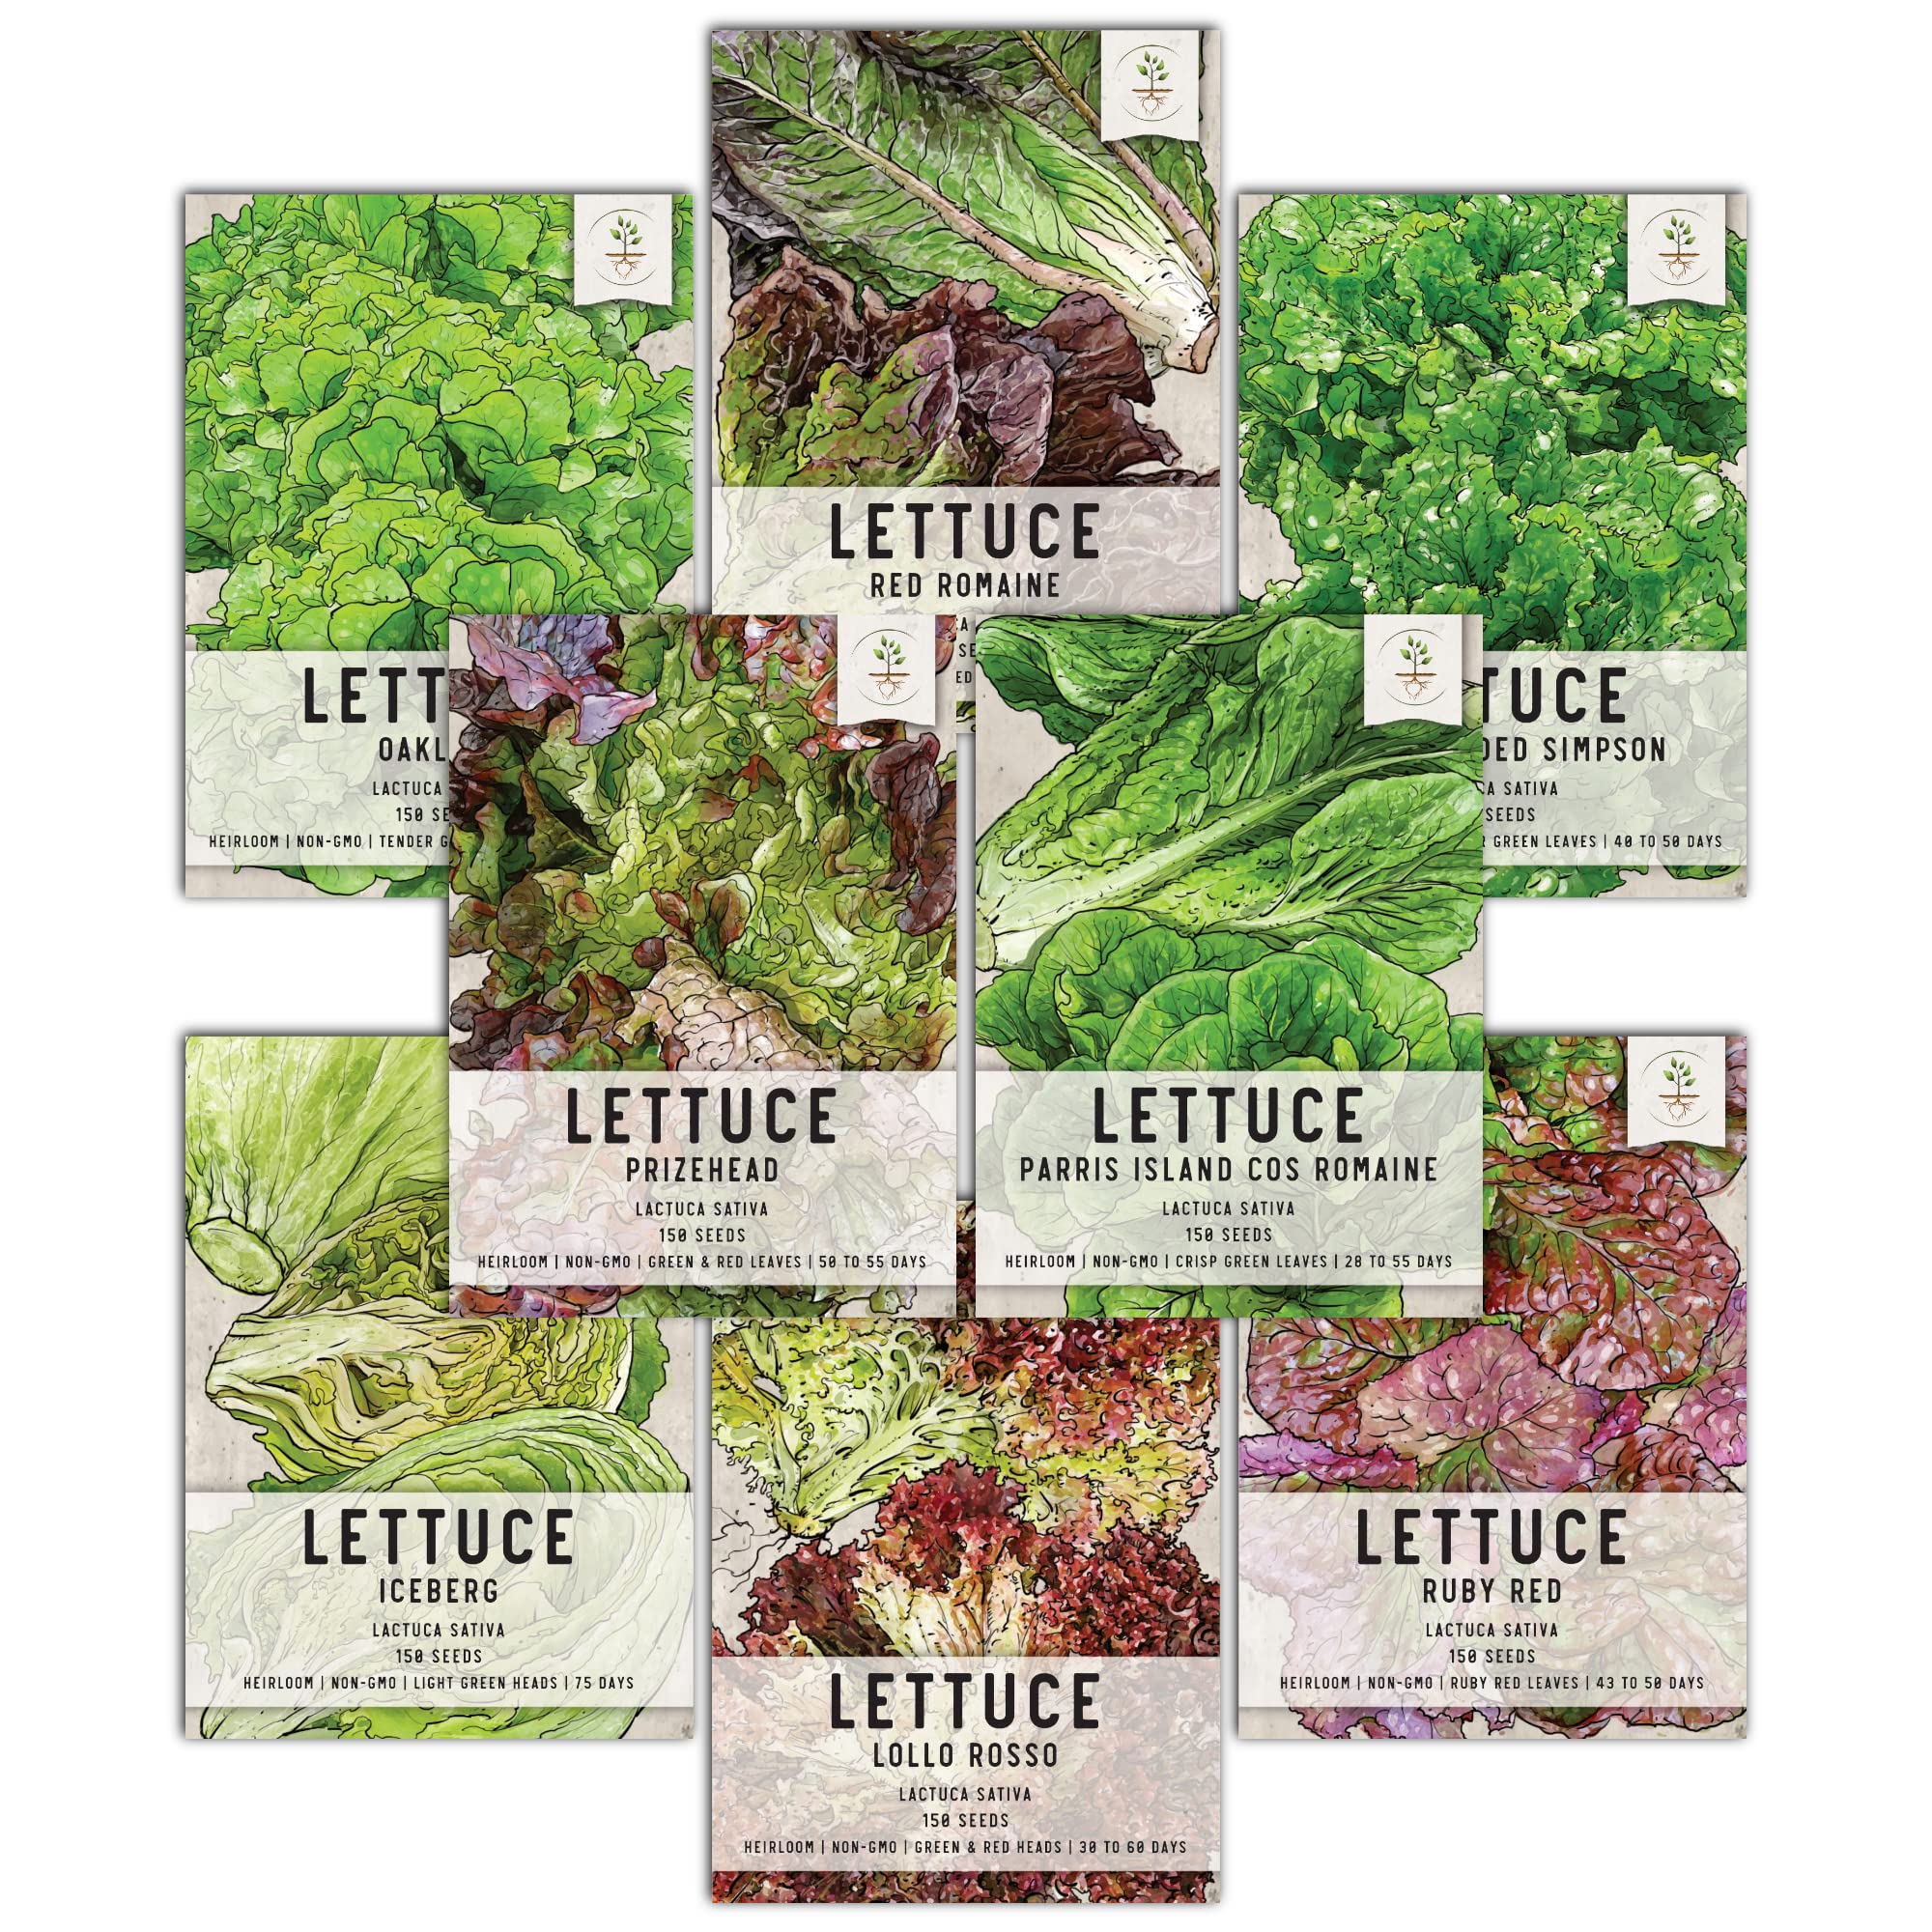 LETTUCE
RED ROMAINE
LETT
OAKL
LACTUCA
150 SE
HEIRLOOM | NON-GMO | TENDER G
TUCE
DED SIMPSON
CA SATIVA
SEEDS
R GREEN LEAVES | 40 TO 50 DAYS
LETTUCE
PRIZEHEAD
LACTUCA SATIVA
150 SEEDS
HEIRLOOM | NON-GMO | GREEN & RED LEAVES | 50 TO 55 DAYS
LETTUCE
PARRIS ISLAND COS ROMAINE
LACTUCA SATIVA
150 SEEDS
HEIRLOOM | NON-GMO | CRISP GREEN LEAVES | 28 TO 55 DAYS
LETTUCE
ICEBERG
LACTUCA SATIVA
150 SEEDS
HEIRLOOM | NON-GMO | LIGHT GREEN HEADS | 75 DAYS
LETTUCE
LOLLO ROSSO
LACTUCA SATIVA
150 SEEDS
HEIRLOOM | NON-GMO | GREEN & RED HEADS | 30 TO 60 DAYS
LETTUCE
RUBY RED
LACTUCA SATIVA
150 SEEDS
HEIRLOOM | NON-GMO | RUBY RED LEAVES | 43 TO 50 DAYS